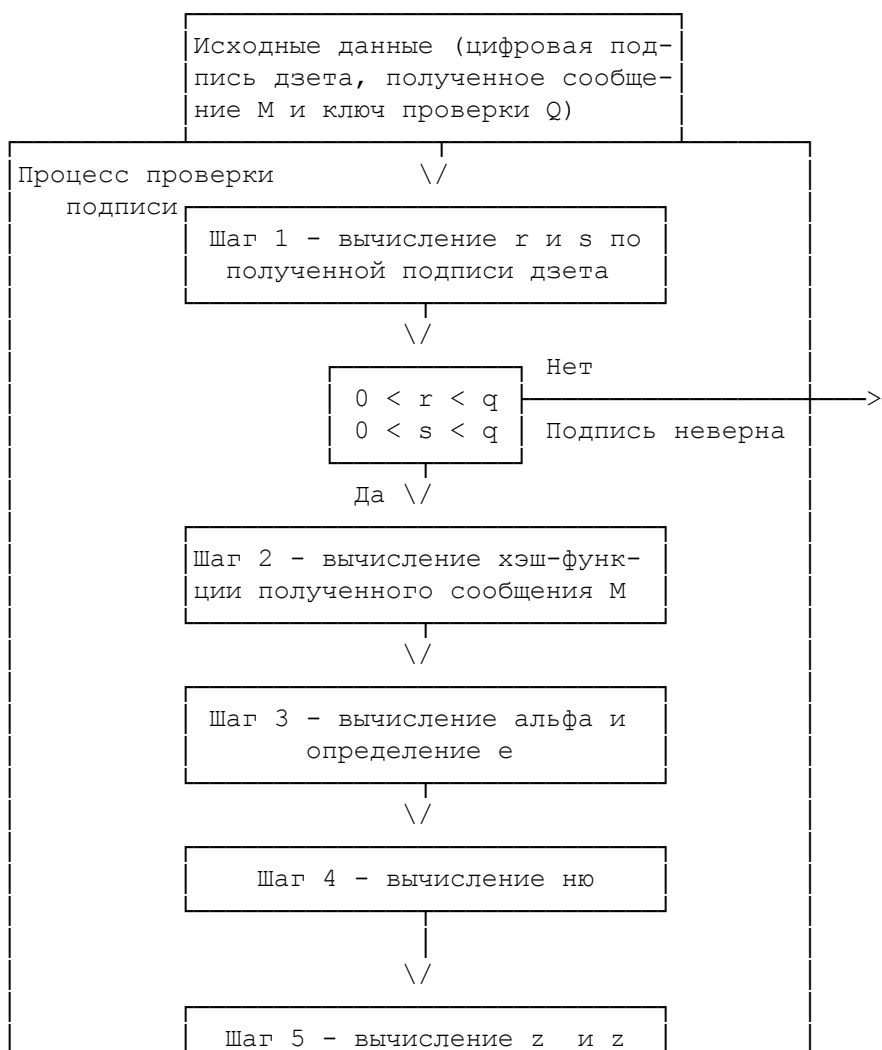 Исходные данные (цифровая под-
пись дзета, полученное сообще-
ние M и ключ проверки Q)
Процесс проверки
подписи
Шаг 1 - вычисление r и s по
полученной подписи дзета
Нет
0 < r < q
0 < s < q
Подпись неверна
Да
Шаг 2 - вычисление хэш-функ-
ции полученного сообщения M
Шаг 3 - вычисление альфа и
определение e
Шаг 4 - вычисление ню
Шаг 5 - вычисление z и z